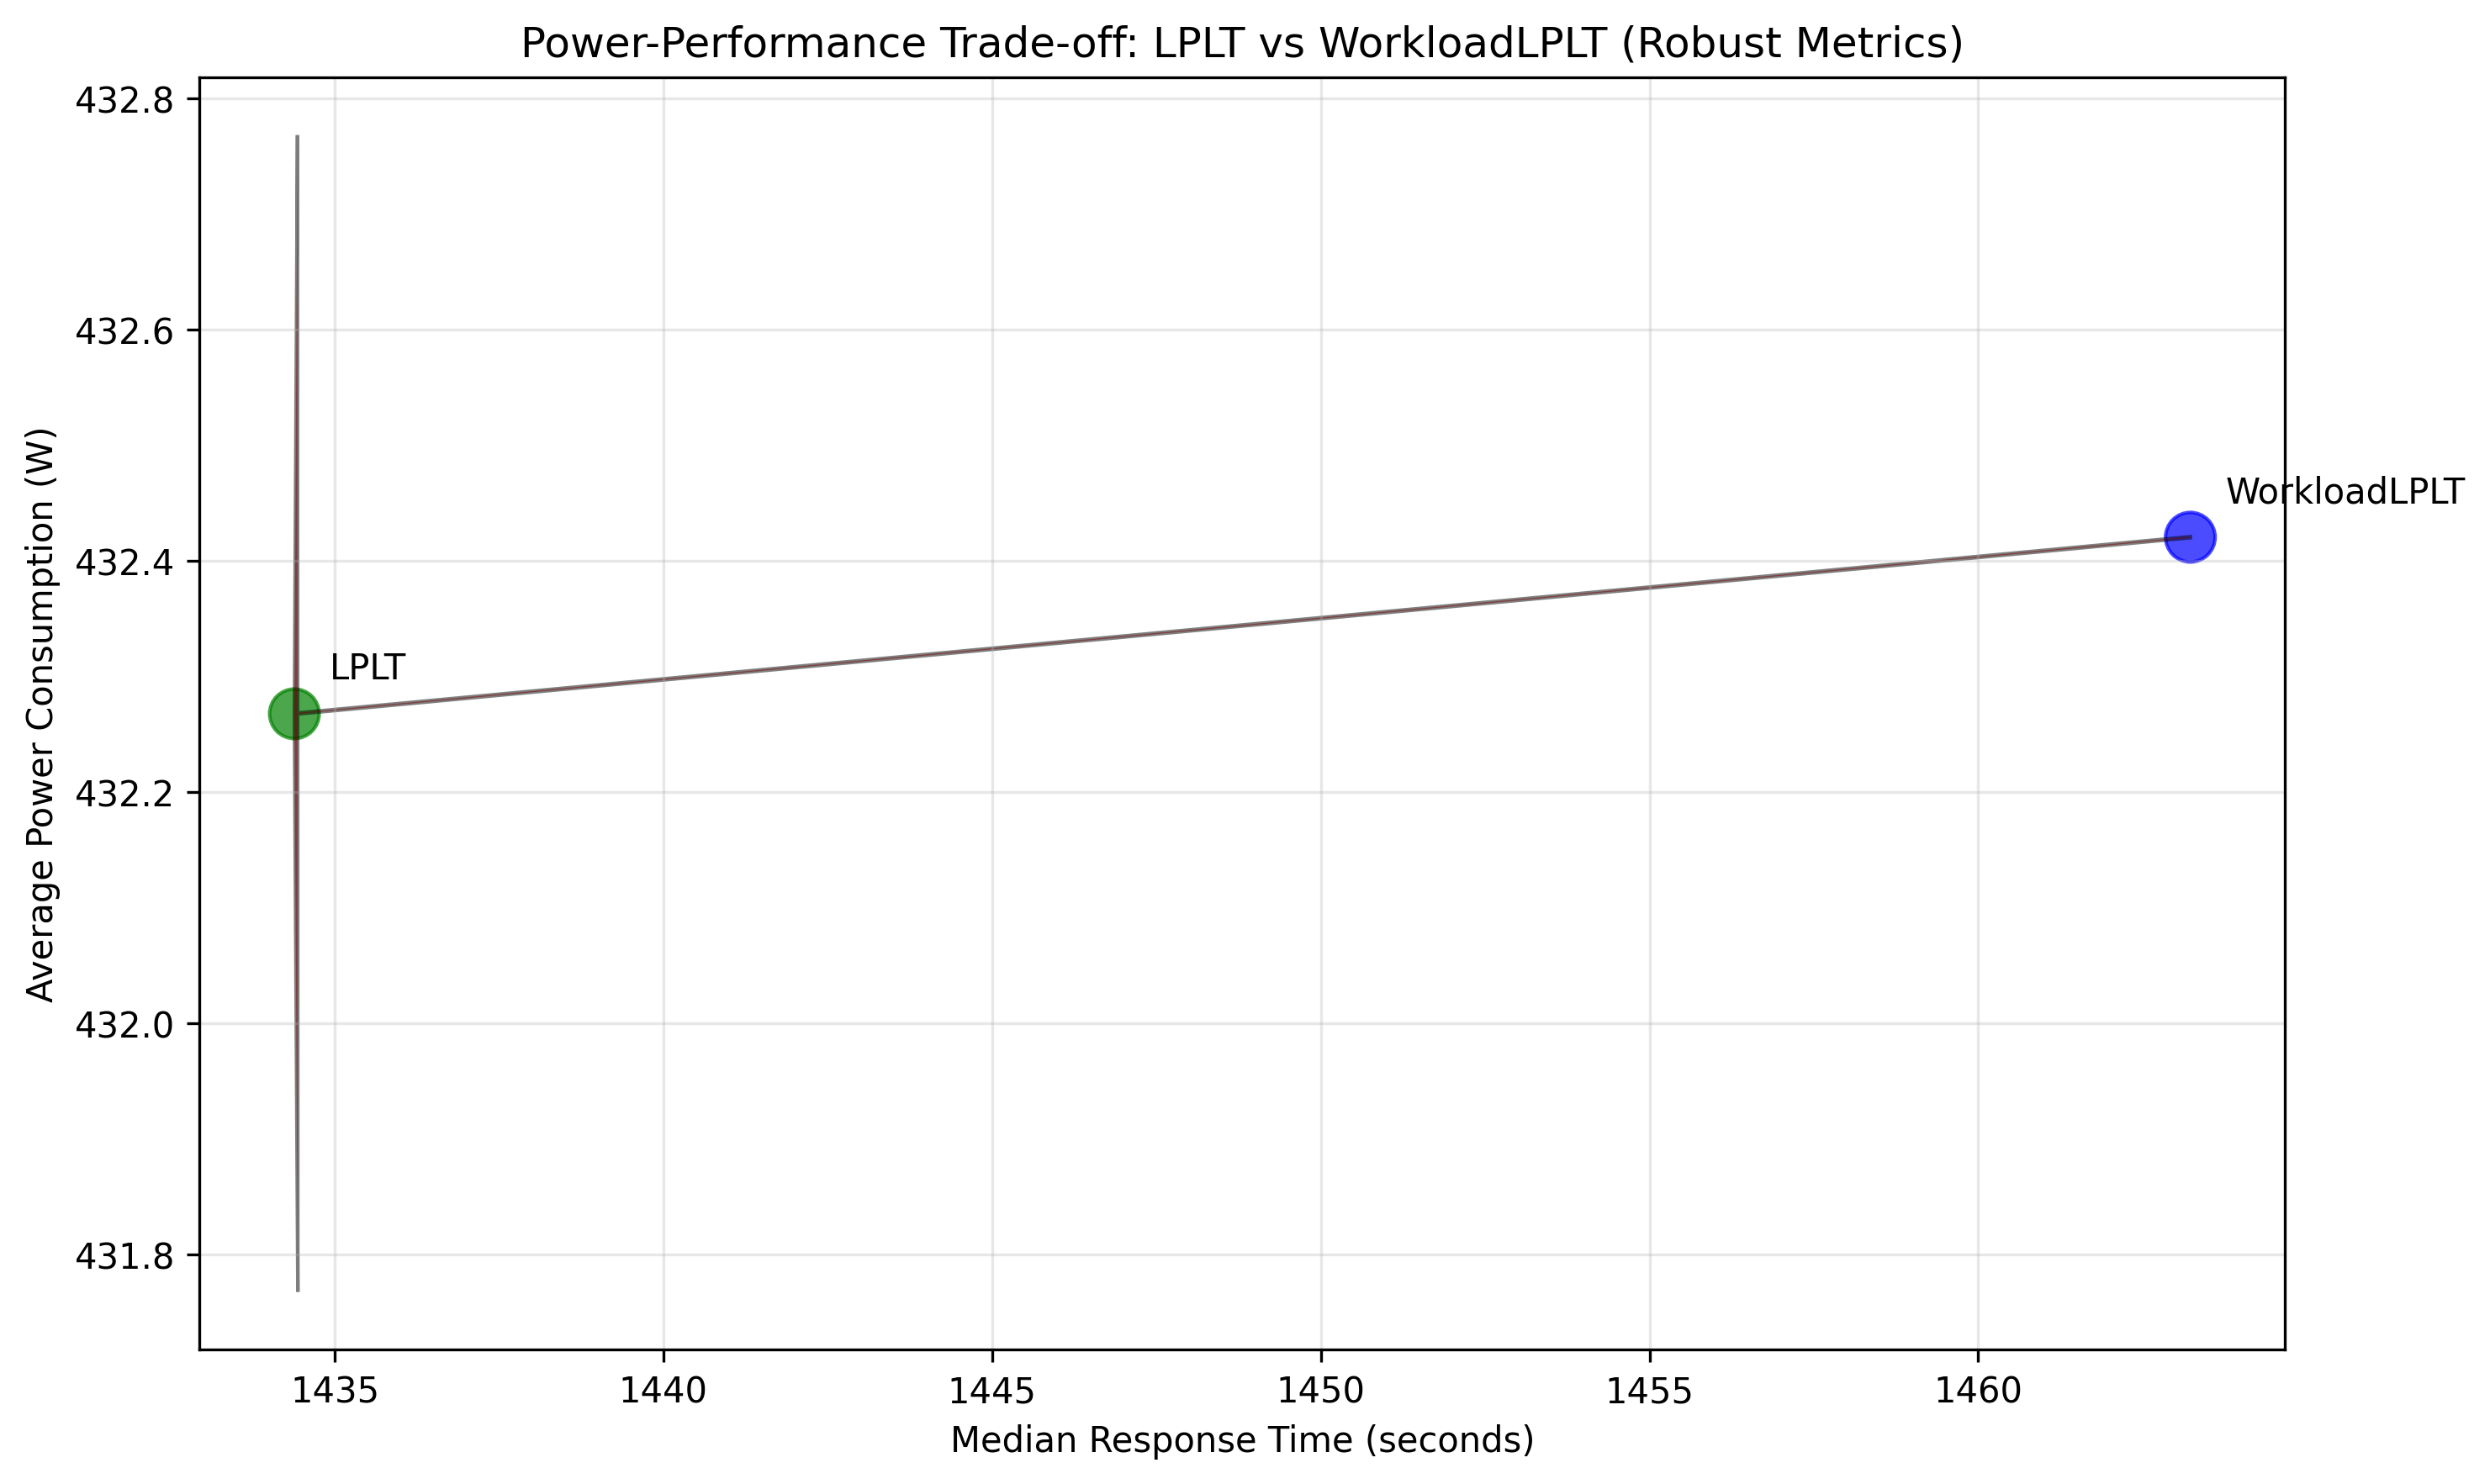 Power-Performance Trade-off: LPLT vs WorkloadLPLT (Robust Metrics)
Average Power Consumption (W)
432.8
432.6
432.4
432.2
432.0
431.8
WorkloadLPLT
LPLT
1435 1440 1445 1450 1455 1460
Median Response Time (seconds)